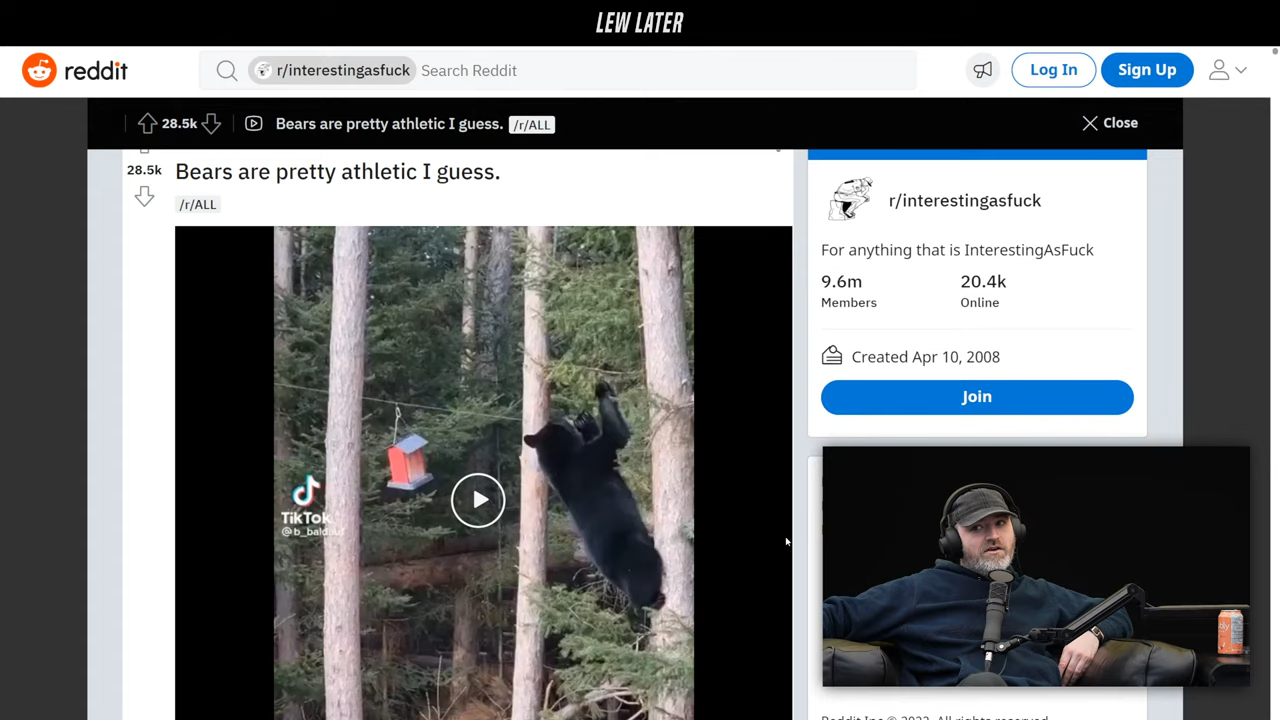 LEW LATER
reddit
r/interestingasfuck Search Reddit
Log In
Sign Up
28.5k
Bears are pretty athletic I guess. /r/ALL
Close
28.5k
Bears are pretty athletic I guess.
/r/ALL
TikTok
r/interestingasfuck
For anything that is InterestingAsFuck
9.6m 20.4k
Members Online
Created Apr 10, 2008
Join